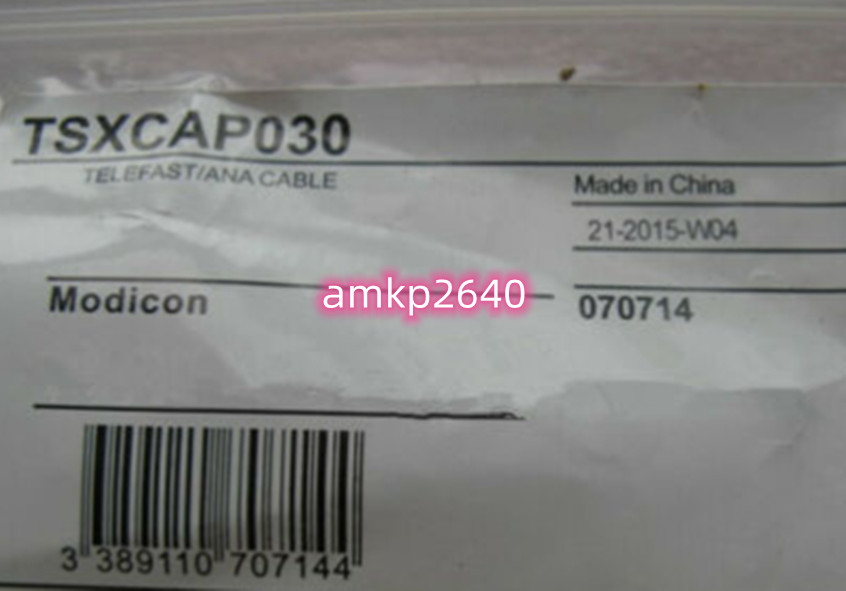 TSXCAP030
TELEFAST/ANA CABLE
Made in China
21-2015-W04
Modicon
amkp2640
070714
3 389110 707144